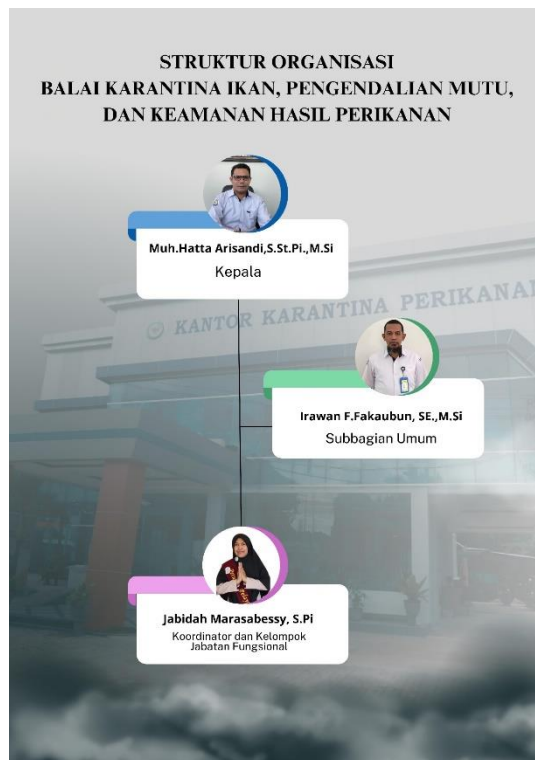 STRUKTUR ORGANISASI
BALAI KARANTINA IKAN, PENGENDALIAN MUTU,
DAN KEAMANAN HASIL PERIKANAN
Muh.Hatta Arisandi,S.St.Pi.,M.Si
Kepala
KANTOR KARANTINA PERIKANAN
Irawan F.Fakaubun, SE.,M.Si
Subbagian Umum
Jabidah Marasabessy, S.Pi
Koordinator dan Kelompok
Jabatan Fungsional